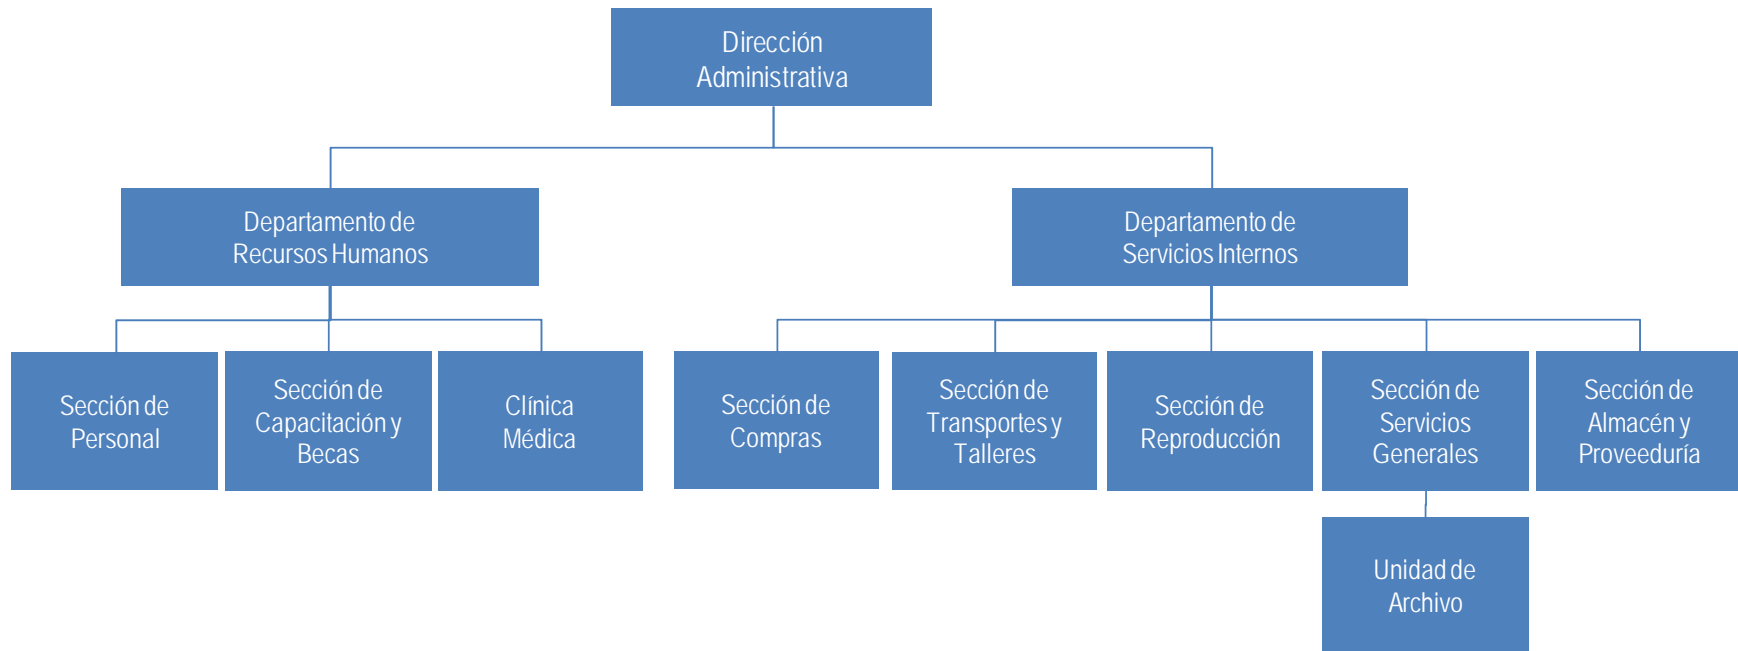 Dirección
Administrativa
Departamento de
Recursos Humanos
Departamento de
Servicios Internos
Sección de
Personal
Sección de
Capacitación y
Becas
Clínica
Médica
Sección de
Compras
Sección de
Transportes y
Talleres
Sección de
Reproducción
Sección de
Servicios
Generales
Sección de
Almacén y
Proveeduría
Unidad de
Archivo